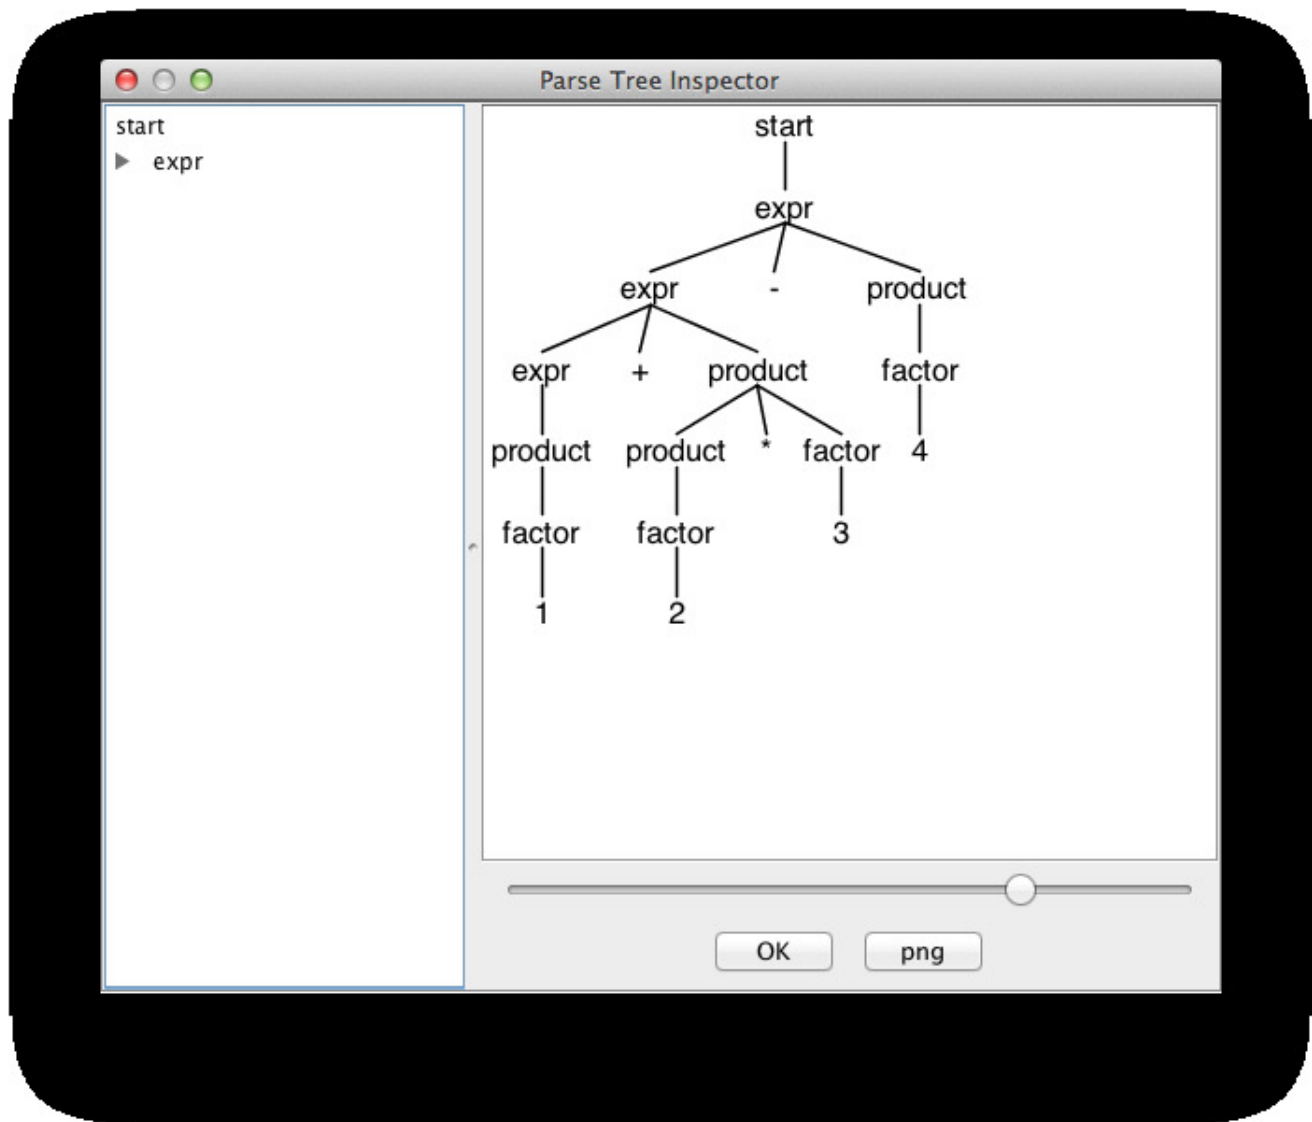 Parse Tree Inspector
start
expr
start
expr
expr - product
expr + product factor
product product * factor 4
factor factor 3
1 2
OK png